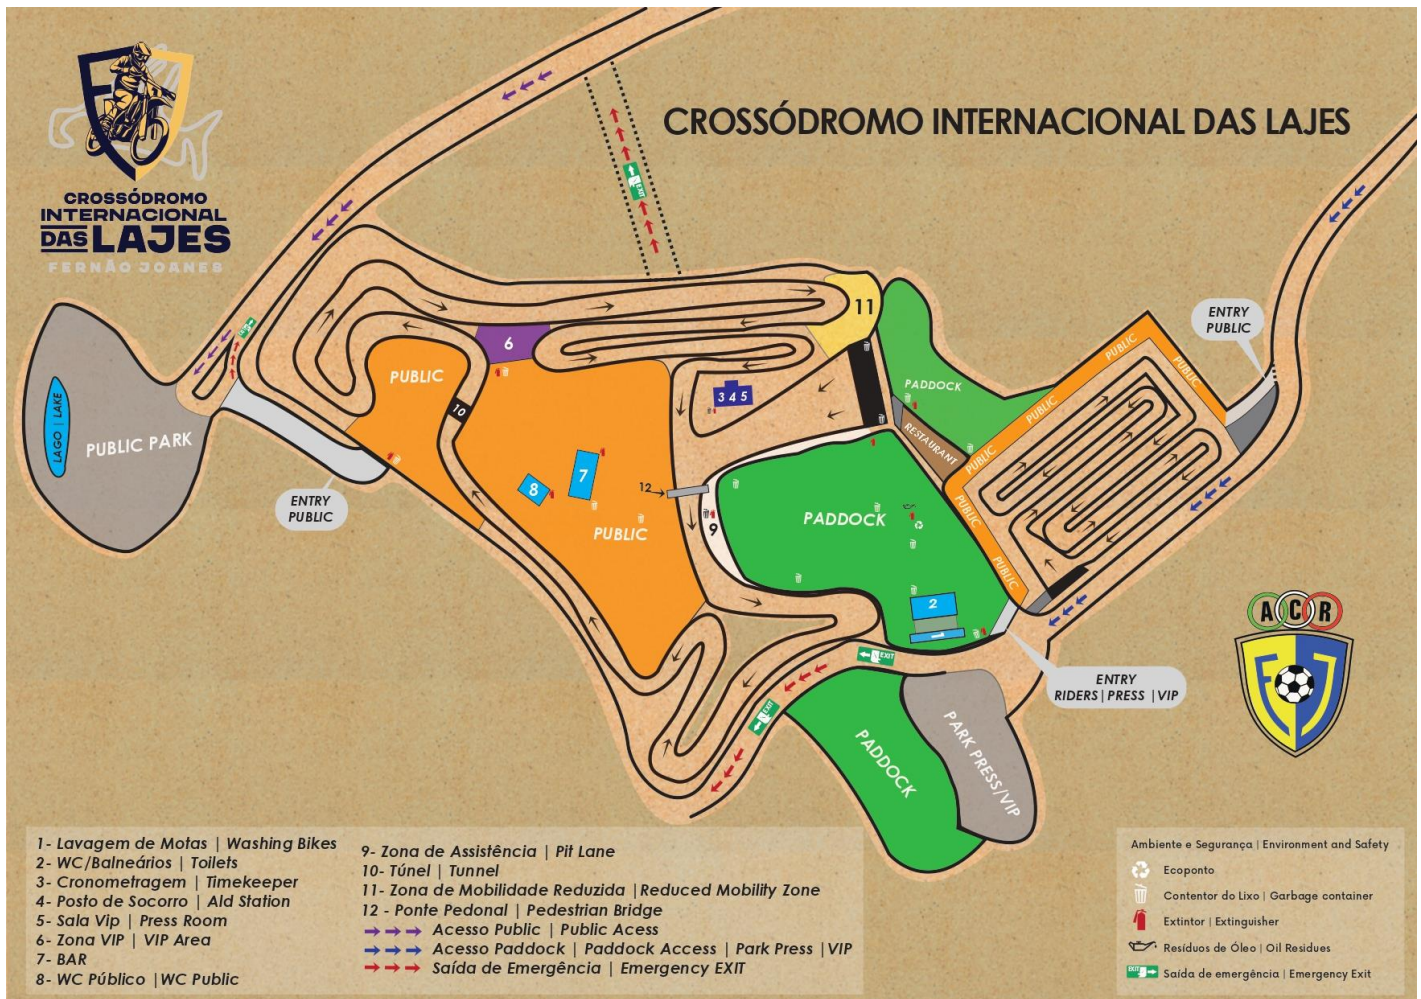 CROSSÓDROMO INTERNACIONAL DAS LAJES
CROSSÓDROMO
INTERNACIONAL
DAS LAJES
FERNÃO JOANES
EXIT
11
ENTRY
PUBLIC
6
PUBLIC
3 4 5
PADDOCK
PUBLIC
PUBLIC
PUBLIC
PUBLIC
PUBLIC
RESTAURANT
10
LAGO | LAKE
PUBLIC PARK
7
8
12
ENTRY
PUBLIC
PUBLIC
9
PADDOCK
2
1
EXIT
EXIT
ENTRY
RIDERS | PRESS | VIP
PADDOCK
PARK PRESS/VIP
A C R
F J
1- Lavagem de Motas | Washing Bikes
2- WC/Balneários | Toilets
3- Cronometragem | Timekeeper
4- Posto de Socorro | Ald Station
5- Sala Vip | Press Room
6- Zona VIP | VIP Area
7- BAR
8- WC Público | WC Public
9- Zona de Assistência | Pit Lane
10- Túnel | Tunnel
11- Zona de Mobilidade Reduzida | Reduced Mobility Zone
12 - Ponte Pedonal | Pedestrian Bridge
Acesso Public | Public Acess
Acesso Paddock | Paddock Access | Park Press | VIP
Saída de Emergência | Emergency EXIT
Ambiente e Segurança | Environment and Safety
Ecoponto
Contentor do Lixo | Garbage container
Extintor | Extinguisher
Resíduos de Óleo | Oil Residues
EXIT
Saída de emergência | Emergency Exit